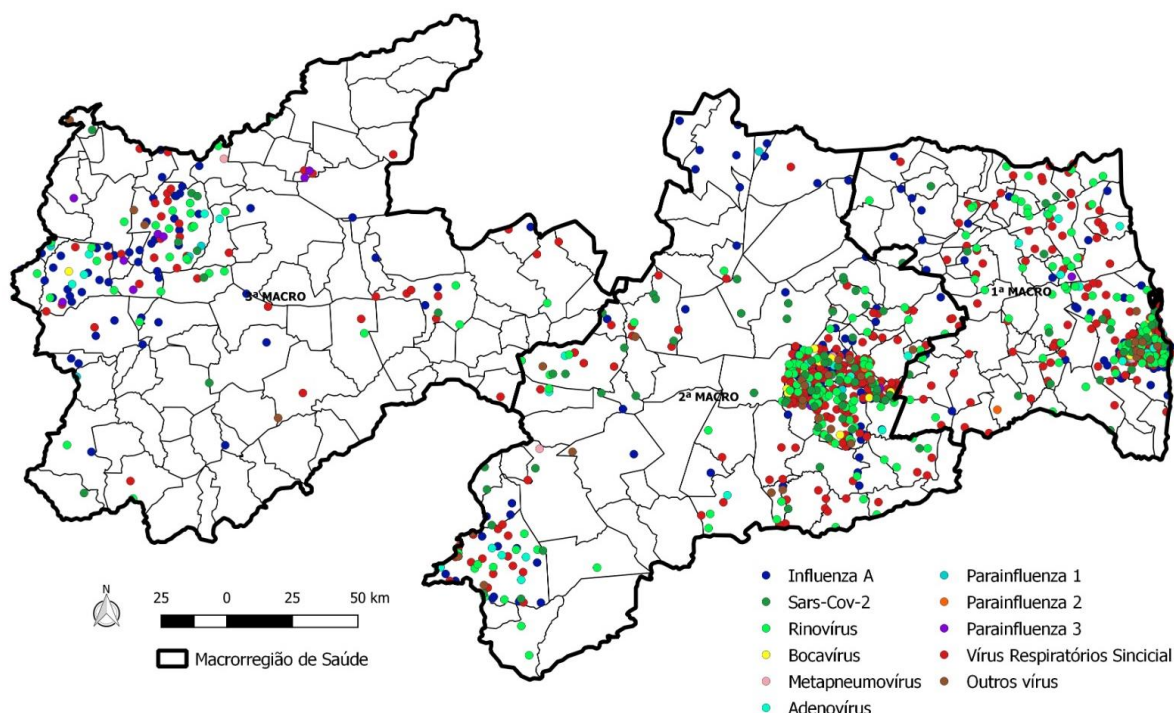 3ª MACRO
1ª MACRO
2ª MACRO
N
25 0 25 50 km
Macrorregião de Saúde
Influenza A
Sars-Cov-2
Rinovírus
Bocavírus
Metapneumovírus
Adenovírus
Parainfluenza 1
Parainfluenza 2
Parainfluenza 3
Vírus Respiratórios Sincicial
Outros vírus